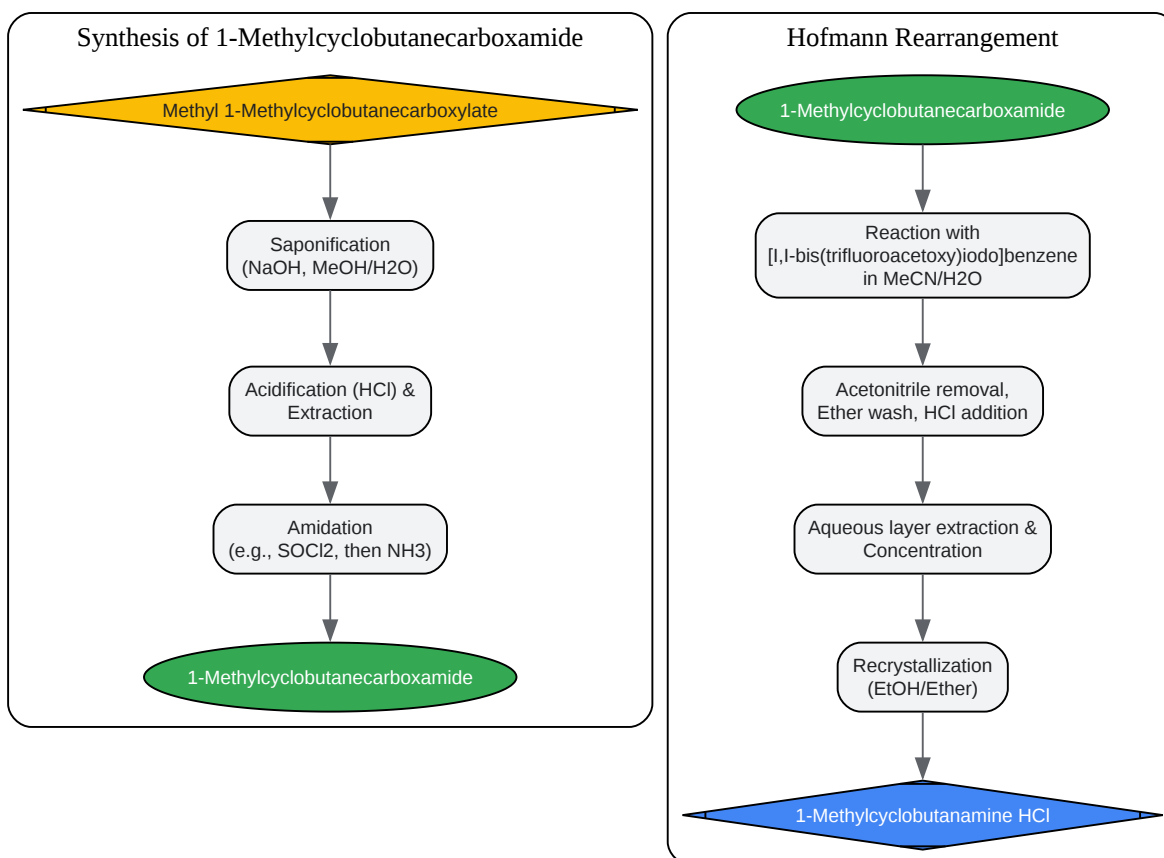 Synthesis of 1-Methylcyclobutanecarboxamide
Methyl 1-Methylcyclobutanecarboxylate
Saponification
(NaOH, MeOH/H2O)
Acidification (HCl) &
Extraction
Amidation
(e.g., SOCl2, then NH3)
1-Methylcyclobutanecarboxamide
Hofmann Rearrangement
1-Methylcyclobutanecarboxamide
Reaction with
[I,I-bis(trifluoroacetoxy)iodo]benzene
in MeCN/H2O
Acetonitrile removal,
Ether wash, HCl addition
Aqueous layer extraction &
Concentration
Recrystallization
(EtOH/Ether)
1-Methylcyclobutanamine HCl